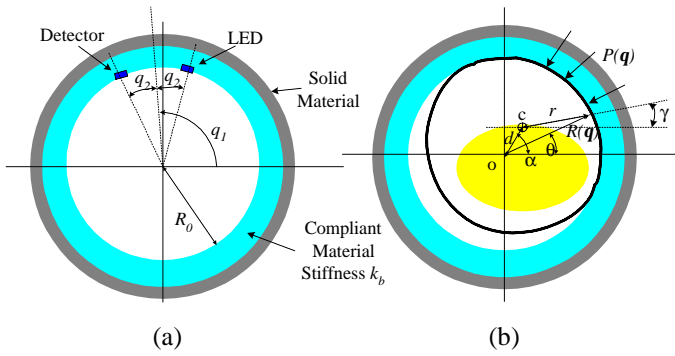 Detector
LED
q2
q2
Solid
Material
q1
R0
Compliant
Material
Stiffness kb
(a)
P(q)
c
r
γ
R(q)
d
o
α
θ
(b)